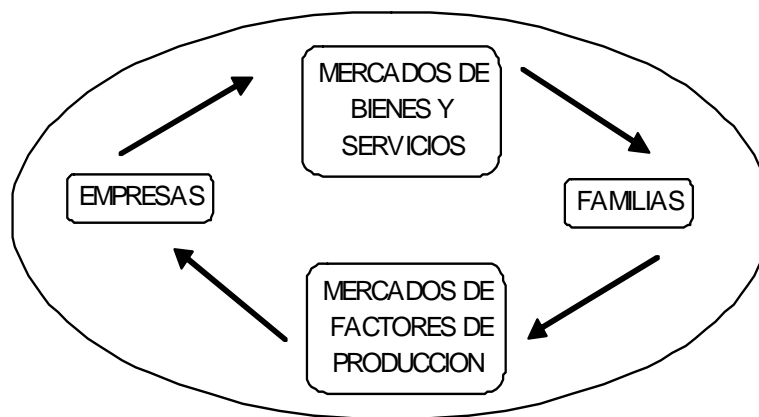 MERCADOS DE
BIENES Y
SERVICIOS
EMPRESAS
FAMILIAS
MERCADOS DE
FACTORES DE
PRODUCCION